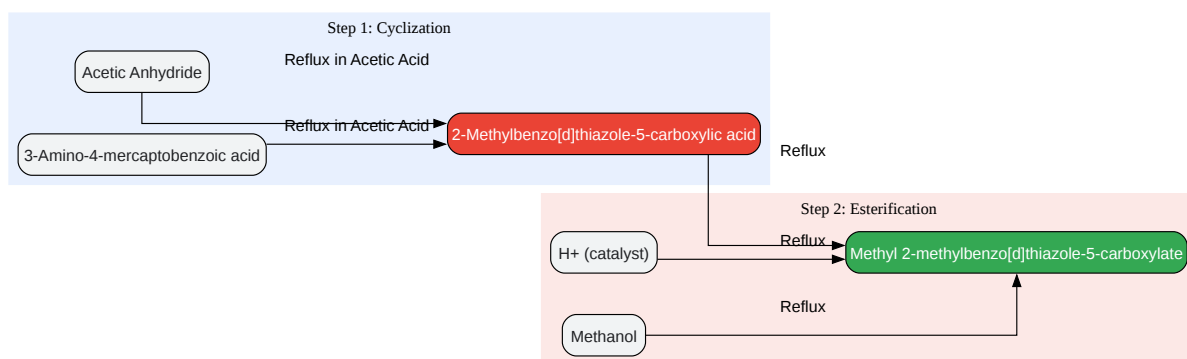 Step 1: Cyclization
Reflux in Acetic Acid
Acetic Anhydride
Reflux in Acetic Acid
2-Methylbenzo[d]thiazole-5-carboxylic acid
3-Amino-4-mercaptobenzoic acid
Reflux
Step 2: Esterification
Reflux
H+ (catalyst)
Methyl 2-methylbenzo[d]thiazole-5-carboxylate
Reflux
Methanol